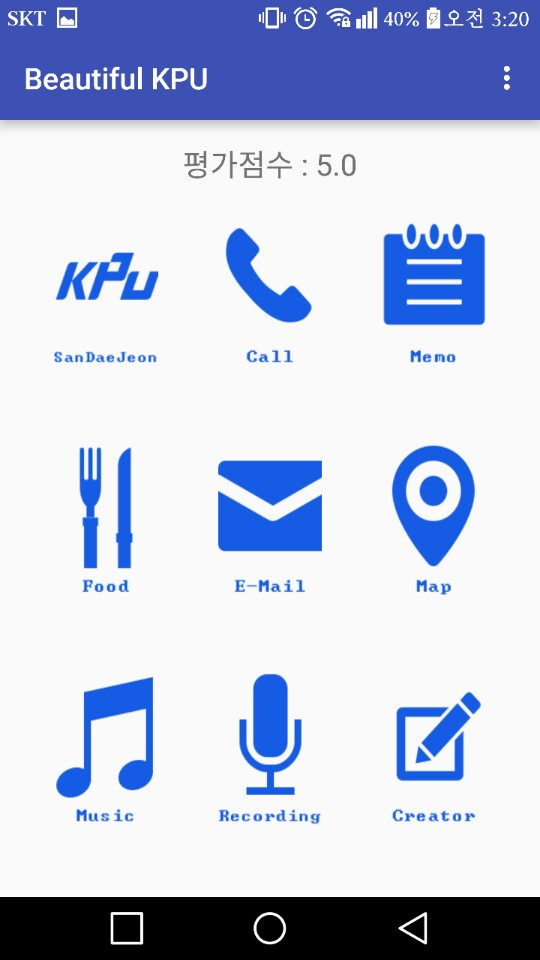 SKT 40% 오전 3:20
Beautiful KPU
평가점수 : 5.0
KPU
SanDaeJeon Call Memo
Food E-Mail Map
Music Recording Creator